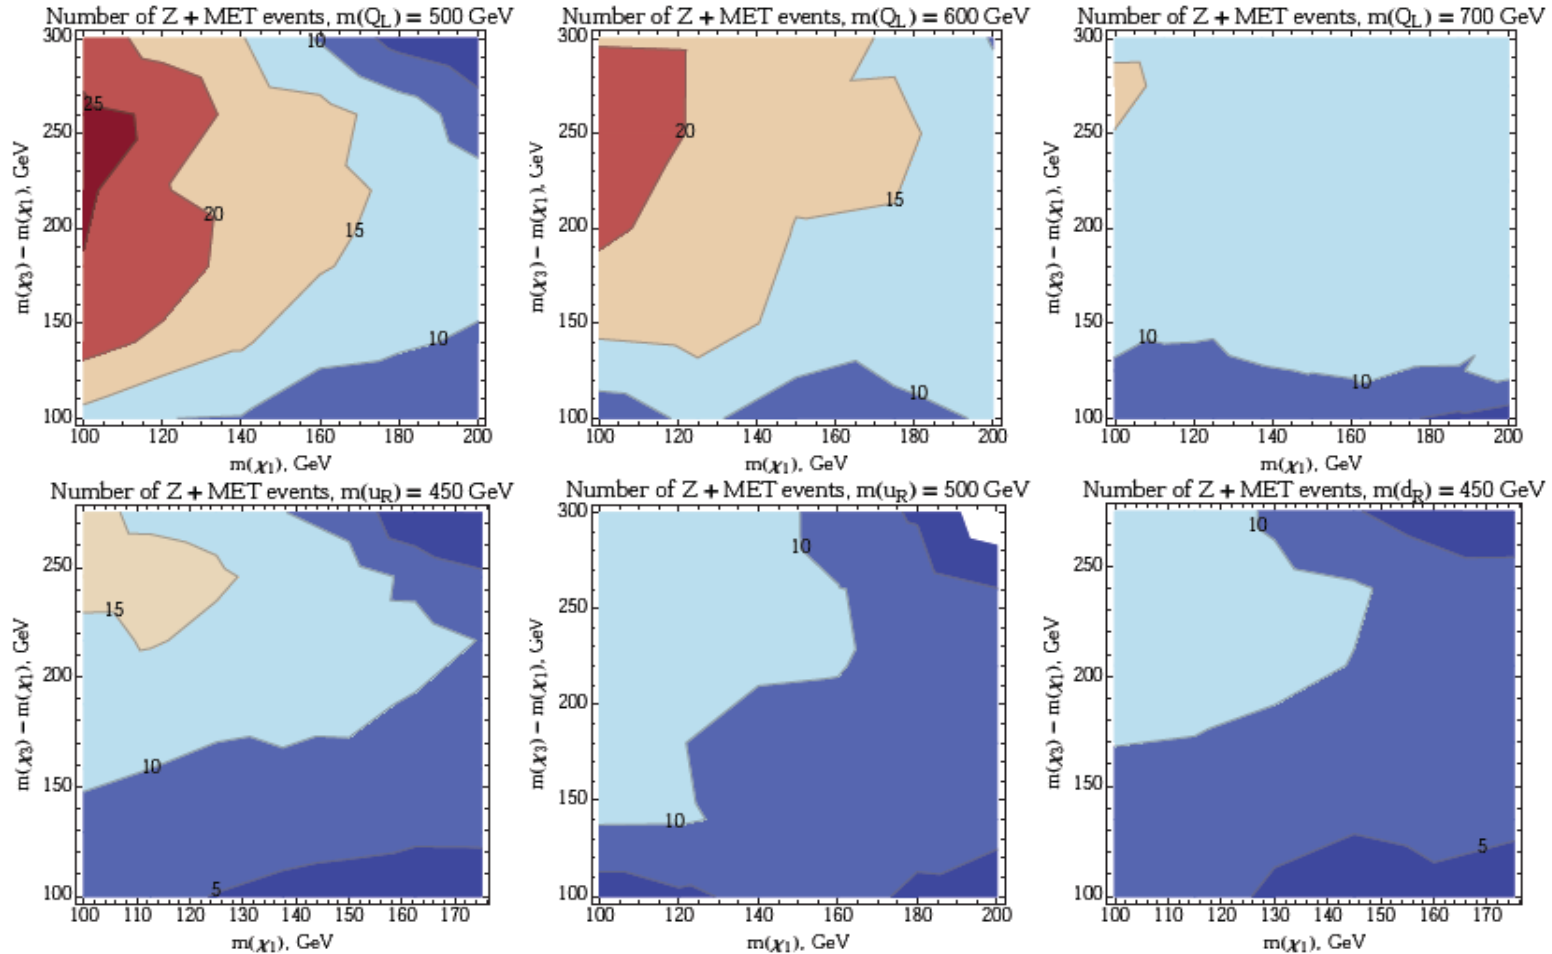 Number of Z + MET events, m(Q_L) = 500 GeV
m(χ3) − m(χ1), GeV
300
250
200
150
100
10
25
20
15
10
100 120 140 160 180 200
m(χ1), GeV
Number of Z + MET events, m(Q_L) = 600 GeV
m(χ3) − m(χ1), GeV
300
250
200
150
100
20
15
10
100 120 140 160 180 200
m(χ1), GeV
Number of Z + MET events, m(Q_L) = 700 GeV
m(χ3) − m(χ1), GeV
300
250
200
150
100
10
10
100 120 140 160 180 200
m(χ1), GeV
Number of Z + MET events, m(u_R) = 450 GeV
m(χ3) − m(χ1), GeV
250
200
150
100
15
10
5
100 110 120 130 140 150 160 170
m(χ1), GeV
Number of Z + MET events, m(u_R) = 500 GeV
m(χ3) − m(χ1), GeV
300
250
200
150
100
10
10
100 120 140 160 180 200
m(χ1), GeV
Number of Z + MET events, m(d_R) = 450 GeV
m(χ3) − m(χ1), GeV
250
200
150
100
10
5
100 110 120 130 140 150 160 170
m(χ1), GeV